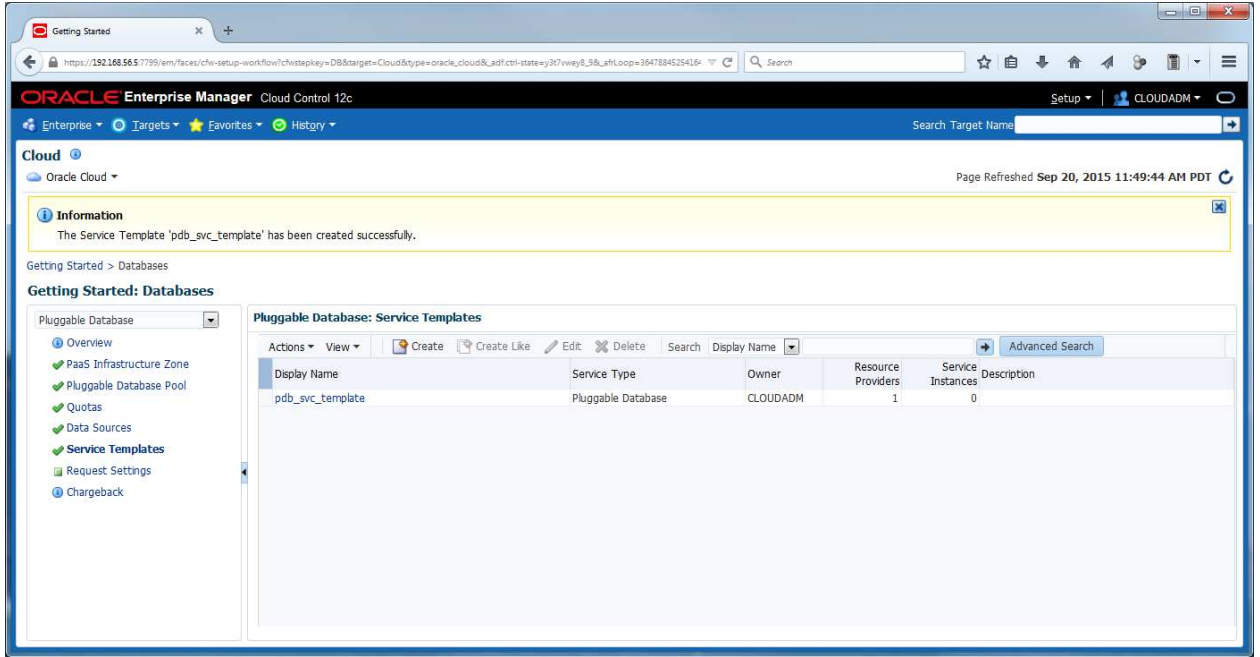 Getting Started
https://192.168.56.5:7799/em/faces/cfw-setup-workflow?cfwstepkey=DB&target=Cloud&type=oracle_cloud&_adf.ctrl-state=y3t7vwey8_9&_afrLoop=3647884525416
Search
ORACLE Enterprise Manager Cloud Control 12c
Setup CLOUDADM
Enterprise Targets Favorites History Search Target Name
Cloud
Oracle Cloud Page Refreshed Sep 20, 2015 11:49:44 AM PDT
Information
The Service Template 'pdb_svc_template' has been created successfully.
Getting Started > Databases
Getting Started: Databases
Pluggable Database
Overview
PaaS Infrastructure Zone
Pluggable Database Pool
Quotas
Data Sources
Service Templates
Request Settings
Chargeback
Pluggable Database: Service Templates
Actions View Create Create Like Edit Delete Search Display Name Advanced Search
Display Name Service Type Owner Resource Providers Service Instances Description
pdb_svc_template Pluggable Database CLOUDADM 1 0